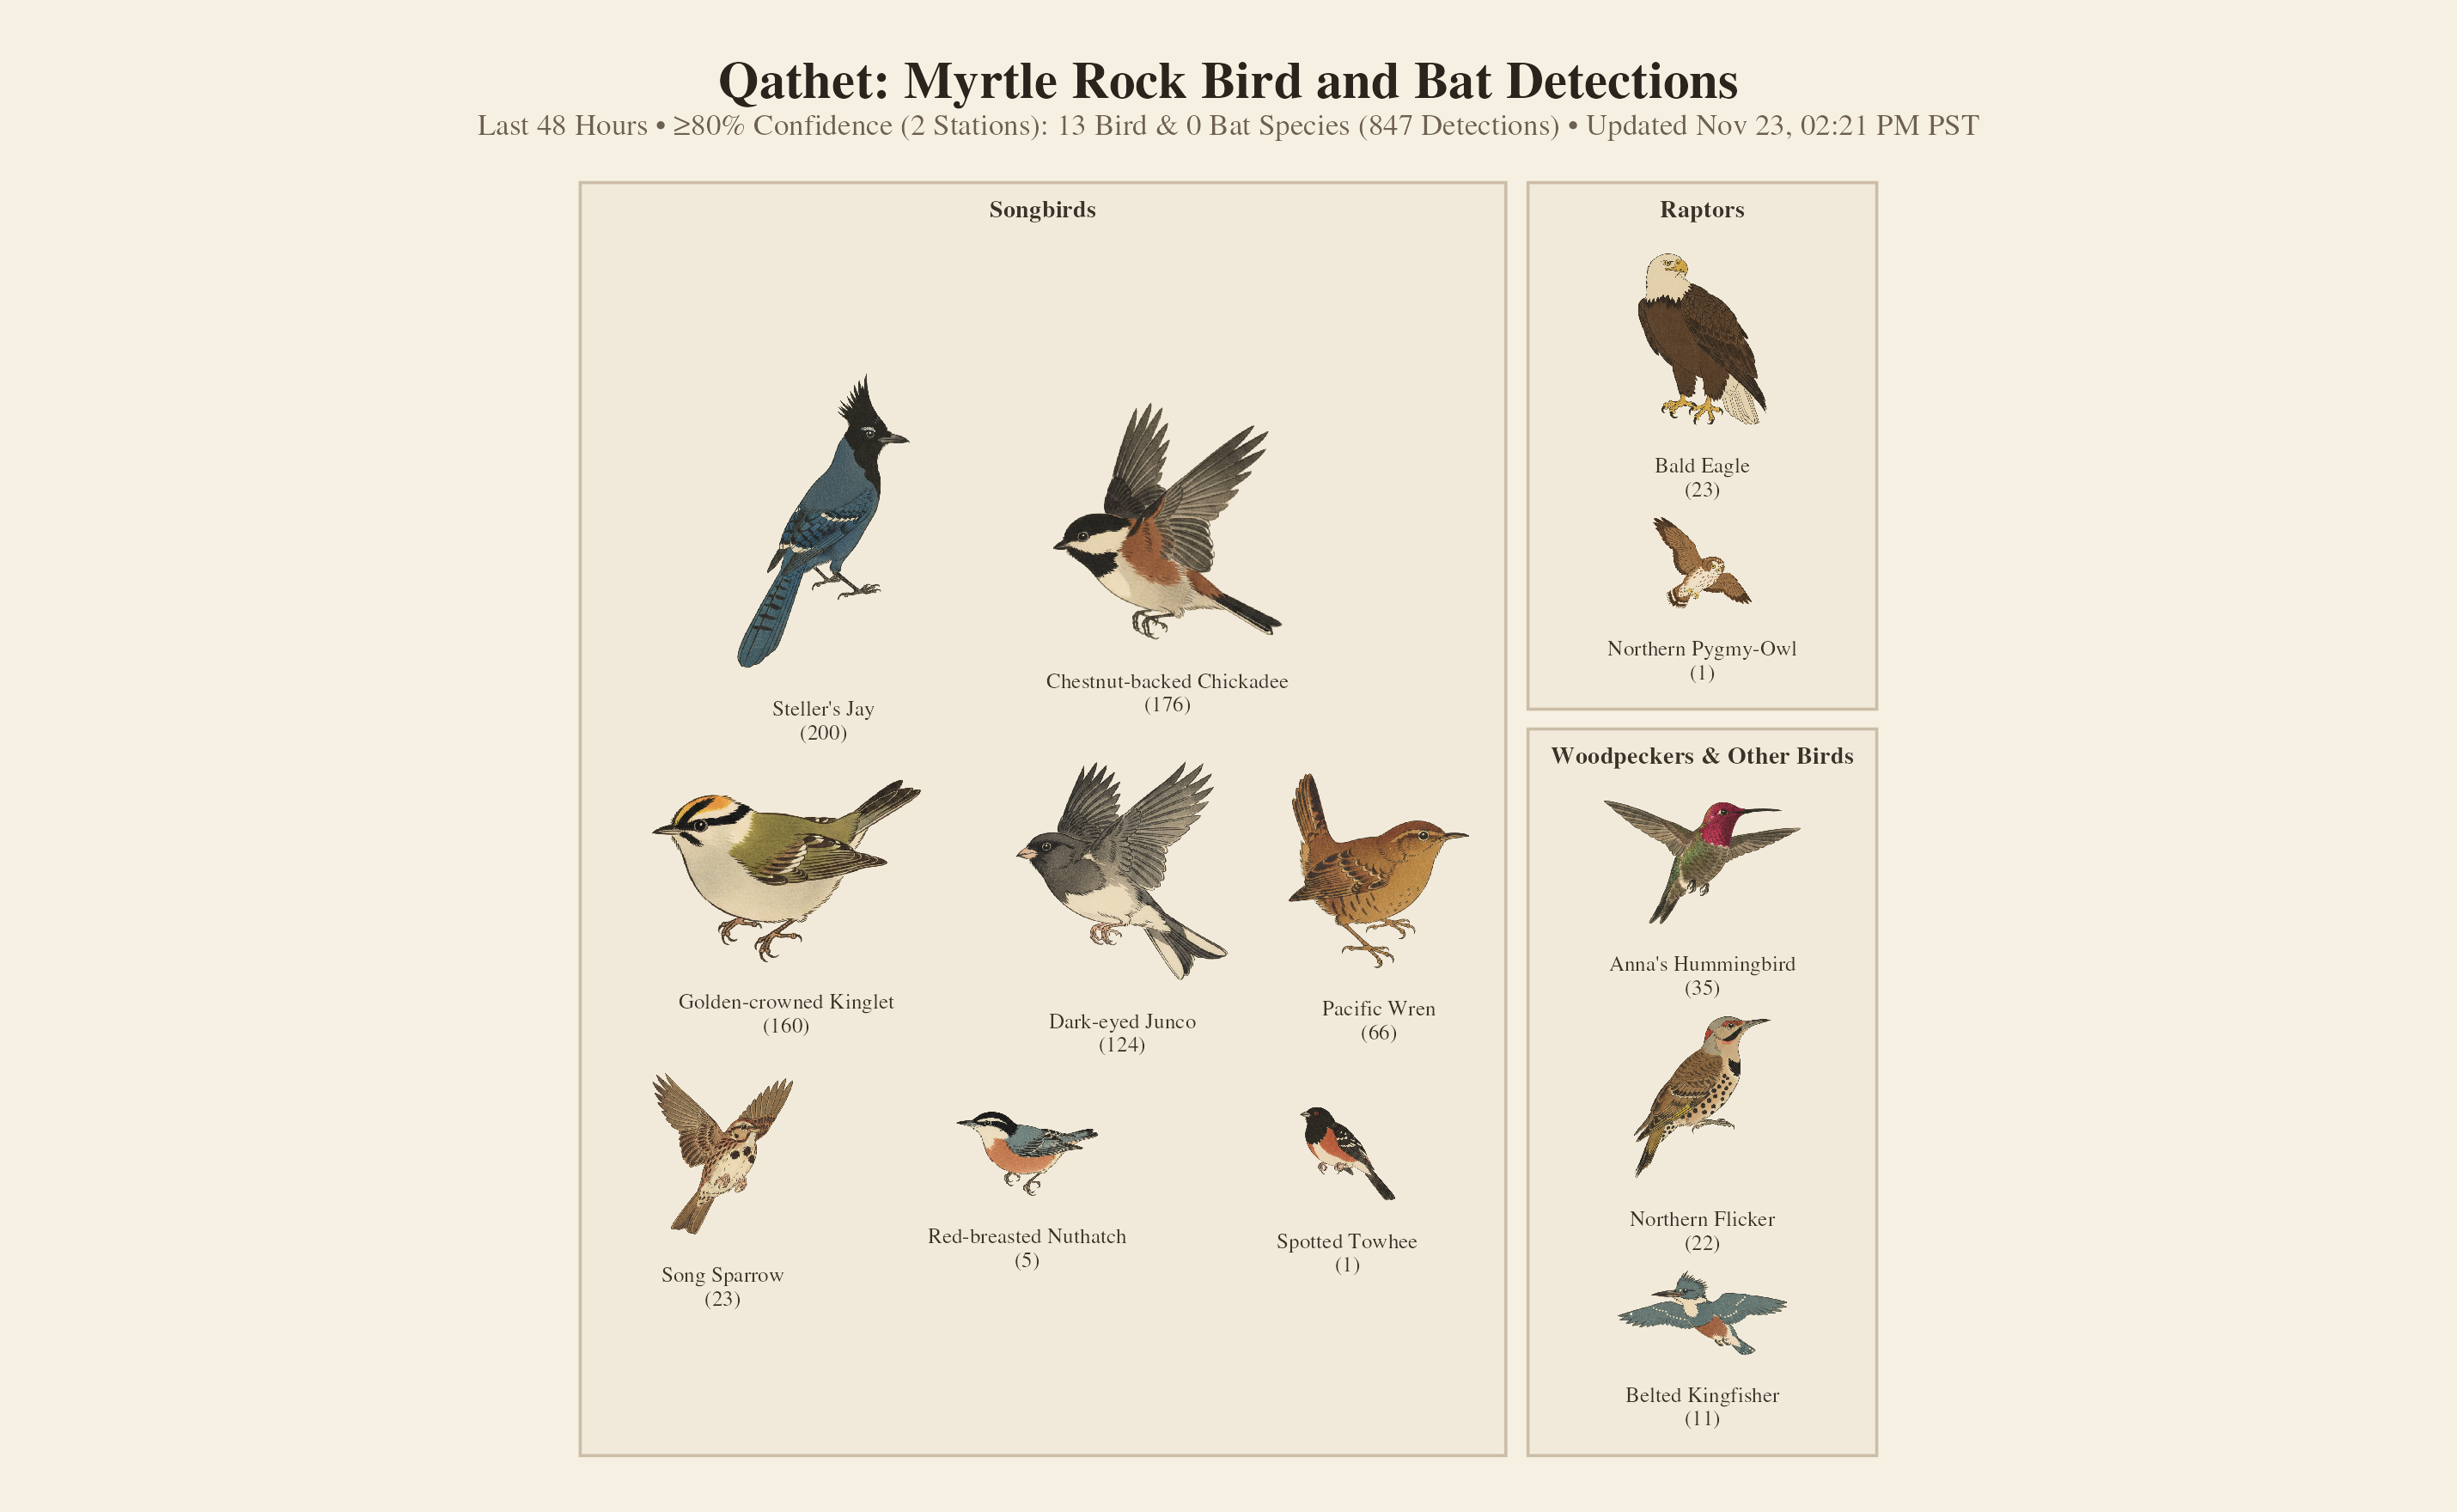 Qathet: Myrtle Rock Bird and Bat Detections
Last 48 Hours • ≥80% Confidence (2 Stations): 13 Bird & 0 Bat Species (847 Detections) • Updated Nov 23, 02:21 PM PST
Songbirds
Steller's Jay
(200)
Chestnut-backed Chickadee
(176)
Golden-crowned Kinglet
(160)
Dark-eyed Junco
(124)
Pacific Wren
(66)
Song Sparrow
(23)
Red-breasted Nuthatch
(5)
Spotted Towhee
(1)
Raptors
Bald Eagle
(23)
Northern Pygmy-Owl
(1)
Woodpeckers & Other Birds
Anna's Hummingbird
(35)
Northern Flicker
(22)
Belted Kingfisher
(11)